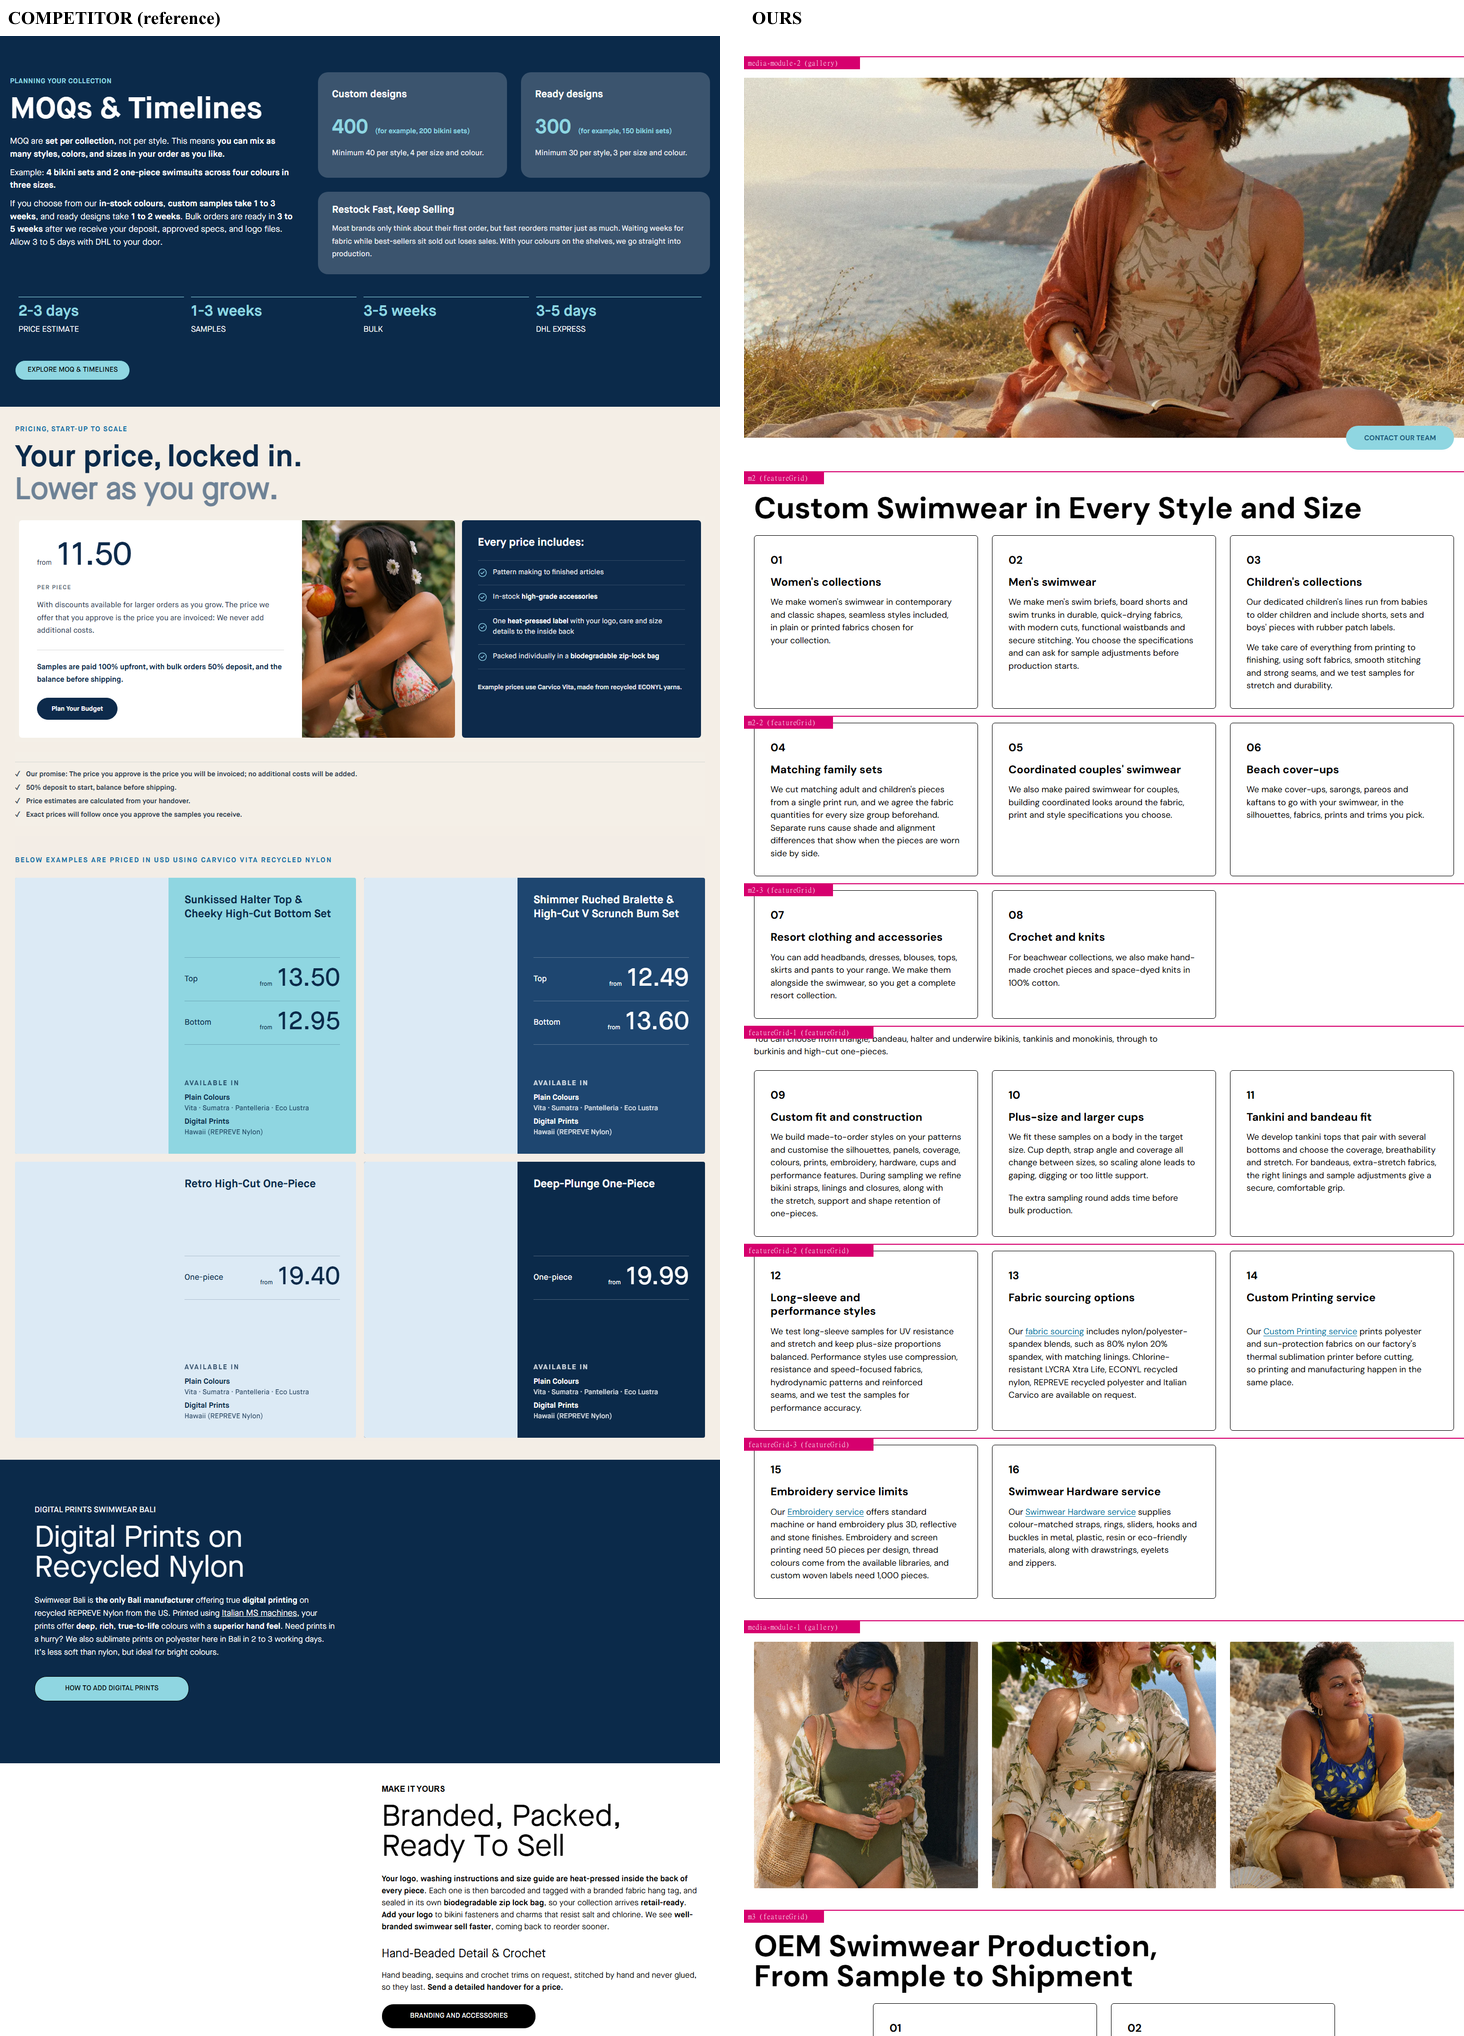 COMPETITOR (reference)
PLANNING YOUR COLLECTION
MOQs & Timelines
MOQ are set per collection, not per style. This means you can mix as
many styles, colors, and sizes in your order as you like.
Example: 4 bikini sets and 2 one-piece swimsuits across four colours in
three sizes.
If you choose from our in-stock colours, custom samples take 1 to 3
weeks, and ready designs take 1 to 2 weeks. Bulk orders are ready in 3 to
5 weeks after we receive your deposit, approved specs, and logo files.
Allow 3 to 5 days with DHL to your door.
Custom designs
400 (for example, 200 bikini sets)
Minimum 40 per style, 4 per size and colour.
Ready designs
300 (for example, 150 bikini sets)
Minimum 30 per style, 3 per size and colour.
Restock Fast, Keep Selling
Most brands only think about their first order, but fast reorders matter just as much. Waiting weeks for
fabric while best-sellers sit sold out loses sales. With your colours on the shelves, we go straight into
production.
2-3 days
PRICE ESTIMATE
1-3 weeks
SAMPLES
3-5 weeks
BULK
3-5 days
DHL EXPRESS
EXPLORE MOQ & TIMELINES
PRICING, START-UP TO SCALE
Your price, locked in.
Lower as you grow.
from 11.50
PER PIECE
With discounts available for larger orders as you grow. The price we
offer that you approve is the price you are invoiced: We never add
additional costs.
Samples are paid 100% upfront, with bulk orders 50% deposit, and the
balance before shipping.
Plan Your Budget
Every price includes:
Pattern making to finished articles
In-stock high-grade accessories
One heat-pressed label with your logo, care and size
details to the inside back
Packed individually in a biodegradable zip-lock bag
Example prices use Carvico Vita, made from recycled ECONYL yarns.
✓ Our promise: The price you approve is the price you will be invoiced; no additional costs will be added.
✓ 50% deposit to start, balance before shipping.
✓ Price estimates are calculated from your handover.
✓ Exact prices will follow once you approve the samples you receive.
BELOW EXAMPLES ARE PRICED IN USD USING CARVICO VITA RECYCLED NYLON
Sunkissed Halter Top &
Cheeky High-Cut Bottom Set
Top from 13.50
Bottom from 12.95
AVAILABLE IN
Plain Colours
Vita · Sumatra · Pantelleria · Eco Lustra
Digital Prints
Hawaii (REPREVE Nylon)
Shimmer Ruched Bralette &
High-Cut V Scrunch Bum Set
Top from 12.49
Bottom from 13.60
AVAILABLE IN
Plain Colours
Vita · Sumatra · Pantelleria · Eco Lustra
Digital Prints
Hawaii (REPREVE Nylon)
Retro High-Cut One-Piece
One-piece from 19.40
AVAILABLE IN
Plain Colours
Vita · Sumatra · Pantelleria · Eco Lustra
Digital Prints
Hawaii (REPREVE Nylon)
Deep-Plunge One-Piece
One-piece from 19.99
AVAILABLE IN
Plain Colours
Vita · Sumatra · Pantelleria · Eco Lustra
Digital Prints
Hawaii (REPREVE Nylon)
DIGITAL PRINTS SWIMWEAR BALI
Digital Prints on
Recycled Nylon
Swimwear Bali is the only Bali manufacturer offering true digital printing on
recycled REPREVE Nylon from the US. Printed using Italian MS machines, your
prints offer deep, rich, true-to-life colours with a superior hand feel. Need prints in
a hurry? We also sublimate prints on polyester here in Bali in 2 to 3 working days.
It's less soft than nylon, but ideal for bright colours.
HOW TO ADD DIGITAL PRINTS
MAKE IT YOURS
Branded, Packed,
Ready To Sell
Your logo, washing instructions and size guide are heat-pressed inside the back of
every piece. Each one is then barcoded and tagged with a branded fabric hang tag, and
sealed in its own biodegradable zip lock bag, so your collection arrives retail-ready.
Add your logo to bikini fasteners and charms that resist salt and chlorine. We see well-
branded swimwear sell faster, coming back to reorder sooner.
Hand-Beaded Detail & Crochet
Hand beading, sequins and crochet trims on request, stitched by hand and never glued,
so they last. Send a detailed handover for a price.
BRANDING AND ACCESSORIES
OURS
media-module-2 (gallery)
CONTACT OUR TEAM
m2 (featureGrid)
Custom Swimwear in Every Style and Size
01
Women's collections
We make women's swimwear in contemporary
and classic shapes, seamless styles included,
in plain or printed fabrics chosen for
your collection.
02
Men's swimwear
We make men's swim briefs, board shorts and
swim trunks in durable, quick-drying fabrics,
with modern cuts, functional waistbands and
secure stitching. You choose the specifications
and can ask for sample adjustments before
production starts.
03
Children's collections
Our dedicated children's lines run from babies
to older children and include shorts, sets and
boys' pieces with rubber patch labels.
We take care of everything from printing to
finishing, using soft fabrics, smooth stitching
and strong seams, and we test samples for
stretch and durability.
m2-2 (featureGrid)
04
Matching family sets
We cut matching adult and children's pieces
from a single print run, and we agree the fabric
quantities for every size group beforehand.
Separate runs cause shade and alignment
differences that show when the pieces are worn
side by side.
05
Coordinated couples' swimwear
We also make paired swimwear for couples,
building coordinated looks around the fabric,
print and style specifications you choose.
06
Beach cover-ups
We make cover-ups, sarongs, pareos and
kaftans to go with your swimwear, in the
silhouettes, fabrics, prints and trims you pick.
m2-3 (featureGrid)
07
Resort clothing and accessories
You can add headbands, dresses, blouses, tops,
skirts and pants to your range. We make them
alongside the swimwear, so you get a complete
resort collection.
08
Crochet and knits
For beachwear collections, we also make hand-
made crochet pieces and space-dyed knits in
100% cotton.
featureGrid-1 (featureGrid)
You can choose from triangle, bandeau, halter and underwire bikinis, tankinis and monokinis, through to
burkinis and high-cut one-pieces.
09
Custom fit and construction
We build made-to-order styles on your patterns
and customise the silhouettes, panels, coverage,
colours, prints, embroidery, hardware, cups and
performance features. During sampling we refine
bikini straps, linings and closures, along with
the stretch, support and shape retention of
one-pieces.
10
Plus-size and larger cups
We fit these samples on a body in the target
size. Cup depth, strap angle and coverage all
change between sizes, so scaling alone leads to
gaping, digging or too little support.
The extra sampling round adds time before
bulk production.
11
Tankini and bandeau fit
We develop tankini tops that pair with several
bottoms and choose the coverage, breathability
and stretch. For bandeaus, extra-stretch fabrics,
the right linings and sample adjustments give a
secure, comfortable grip.
featureGrid-2 (featureGrid)
12
Long-sleeve and
performance styles
We test long-sleeve samples for UV resistance
and stretch and keep plus-size proportions
balanced. Performance styles use compression,
resistance and speed-focused fabrics,
hydrodynamic patterns and reinforced
seams, and we test the samples for
performance accuracy.
13
Fabric sourcing options
Our fabric sourcing includes nylon/polyester-
spandex blends, such as 80% nylon 20%
spandex, with matching linings. Chlorine-
resistant LYCRA Xtra Life, ECONYL recycled
nylon, REPREVE recycled polyester and Italian
Carvico are available on request.
14
Custom Printing service
Our Custom Printing service prints polyester
and sun-protection fabrics on our factory's
thermal sublimation printer before cutting,
so printing and manufacturing happen in the
same place.
featureGrid-3 (featureGrid)
15
Embroidery service limits
Our Embroidery service offers standard
machine or hand embroidery plus 3D, reflective
and stone finishes. Embroidery and screen
printing need 50 pieces per design, thread
colours come from the available libraries, and
custom woven labels need 1,000 pieces.
16
Swimwear Hardware service
Our Swimwear Hardware service supplies
colour-matched straps, rings, sliders, hooks and
buckles in metal, plastic, resin or eco-friendly
materials, along with drawstrings, eyelets
and zippers.
media-module-1 (gallery)
m3 (featureGrid)
OEM Swimwear Production,
From Sample to Shipment
01
02